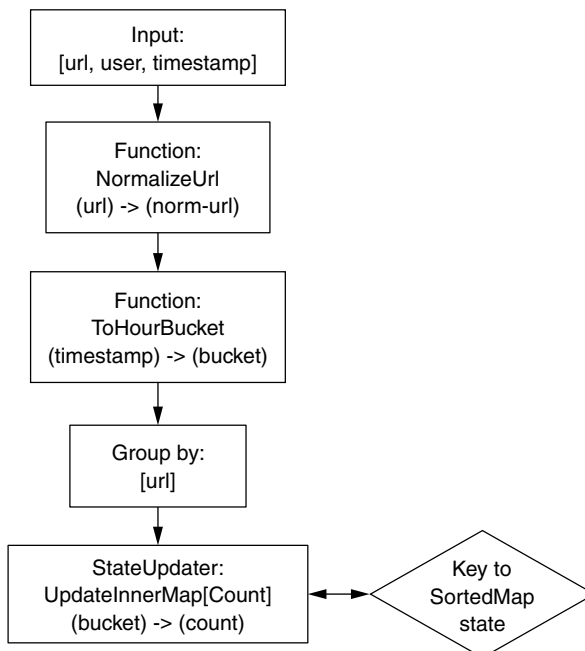 Input:
[url, user, timestamp]
Function:
NormalizeUrl
(url) -> (norm-url)
Function:
ToHourBucket
(timestamp) -> (bucket)
Group by:
[url]
StateUpdater:
UpdateInnerMap[Count]
(bucket) -> (count)
Key to
SortedMap
state